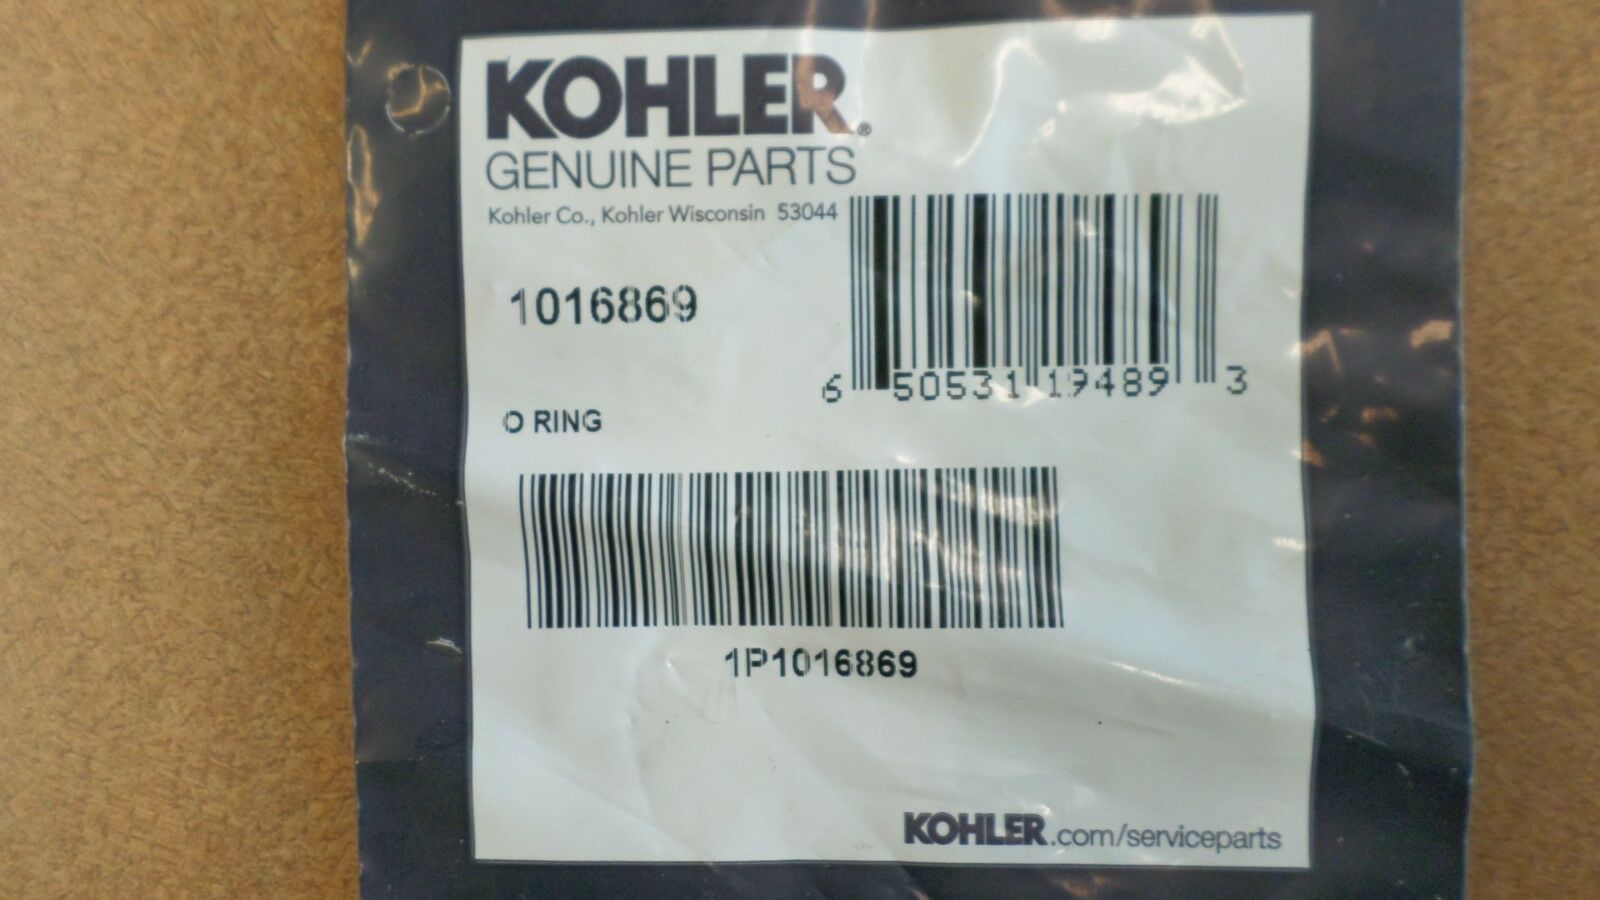 KOHLER®
GENUINE PARTS
Kohler Co., Kohler Wisconsin 53044
1016869
6 50531 19489 3
O RING
1P1016869
KOHLER.com/serviceparts